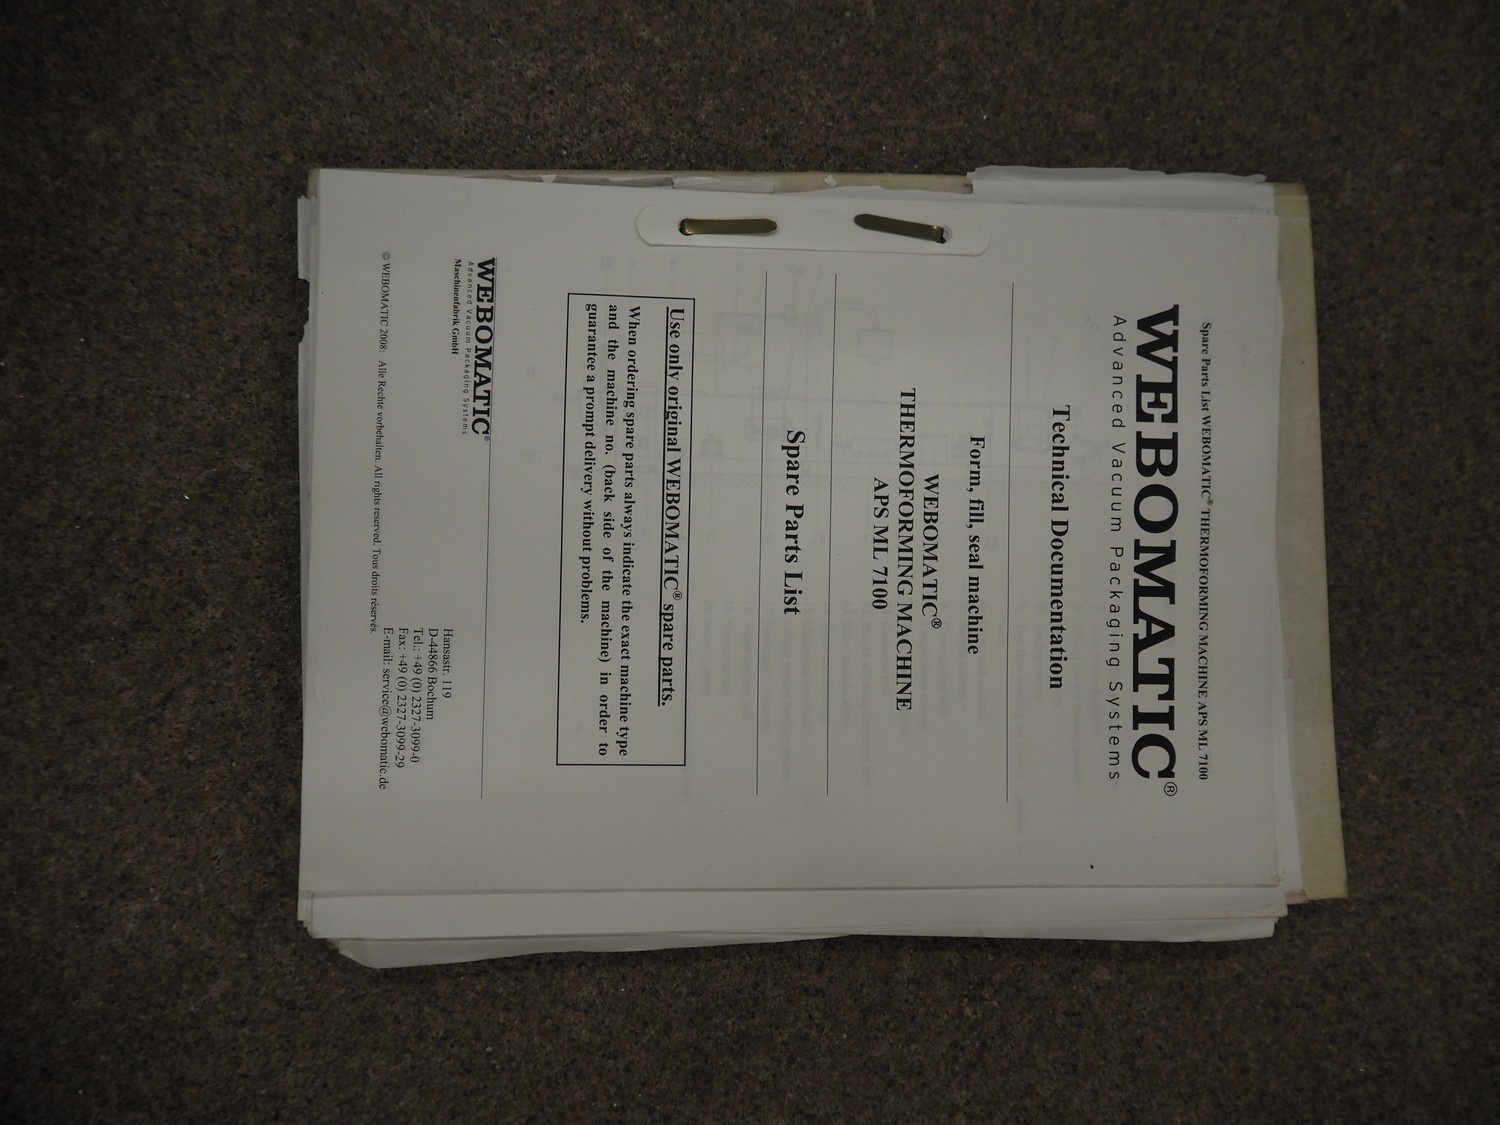 Spare Parts List WEBOMATIC® THERMOFORMING MACHINE APS ML 7100
WEBOMATIC®
Advanced Vacuum Packaging Systems
Technical Documentation
Form, fill, seal machine
WEBOMATIC®
THERMOFORMING MACHINE
APS ML 7100
Spare Parts List
Use only original WEBOMATIC® spare parts.
When ordering spare parts always indicate the exact machine type
and the machine no. (back side of the machine) in order to
guarantee a prompt delivery without problems.
WEBOMATIC®
Advanced Vacuum Packaging Systems
Maschinenfabrik GmbH
Hansastr. 119
D-44866 Bochum
Tel.: +49 (0) 2327-3099-0
Fax: +49 (0) 2327-3099-29
E-mail: service@webomatic.de
© WEBOMATIC 2008: Alle Rechte vorbehalten. All rights reserved. Tous droits réservés.